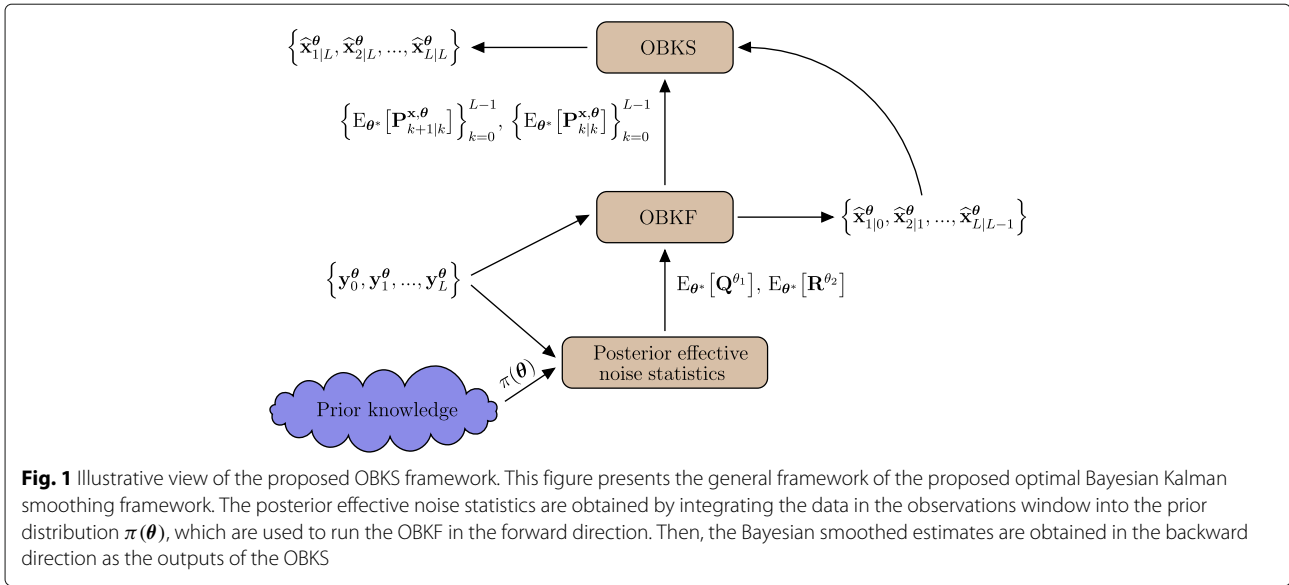 {x̂^θ_{1|L}, x̂^θ_{2|L}, ..., x̂^θ_{L|L}}
OBKS
{E_{θ*}[P^{x,θ}_{k+1|k}]}^{L-1}_{k=0}, {E_{θ*}[P^{x,θ}_{k|k}]}^{L-1}_{k=0}
OBKF
{x̂^θ_{1|0}, x̂^θ_{2|1}, ..., x̂^θ_{L|L-1}}
{y^θ_0, y^θ_1, ..., y^θ_L}
E_{θ*}[Q^{θ_1}], E_{θ*}[R^{θ_2}]
Posterior effective
noise statistics
π(θ)
Prior knowledge
Fig. 1 Illustrative view of the proposed OBKS framework. This figure presents the general framework of the proposed optimal Bayesian Kalman
smoothing framework. The posterior effective noise statistics are obtained by integrating the data in the observations window into the prior
distribution π(θ), which are used to run the OBKF in the forward direction. Then, the Bayesian smoothed estimates are obtained in the backward
direction as the outputs of the OBKS